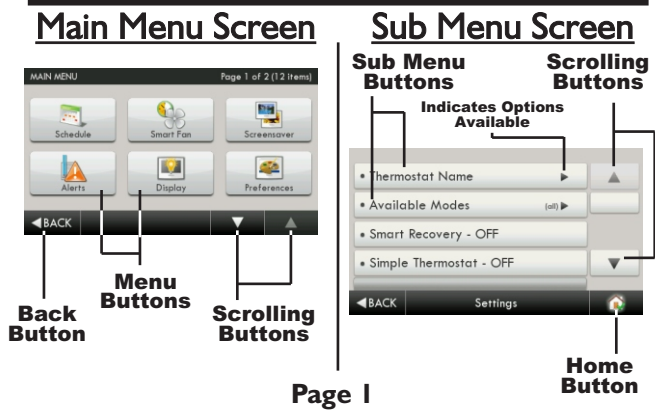 Main Menu Screen
MAIN MENU
Page 1 of 2 (12 items)
Schedule
Smart Fan
Screensaver
Alerts
Display
Preferences
BACK
Menu
Buttons
Back
Button
Scrolling
Buttons
Sub Menu Screen
Sub Menu
Buttons
Scrolling
Buttons
Indicates Options
Available
• Thermostat Name
• Available Modes (all)
• Smart Recovery - OFF
• Simple Thermostat - OFF
BACK
Settings
Home
Button
Page 1